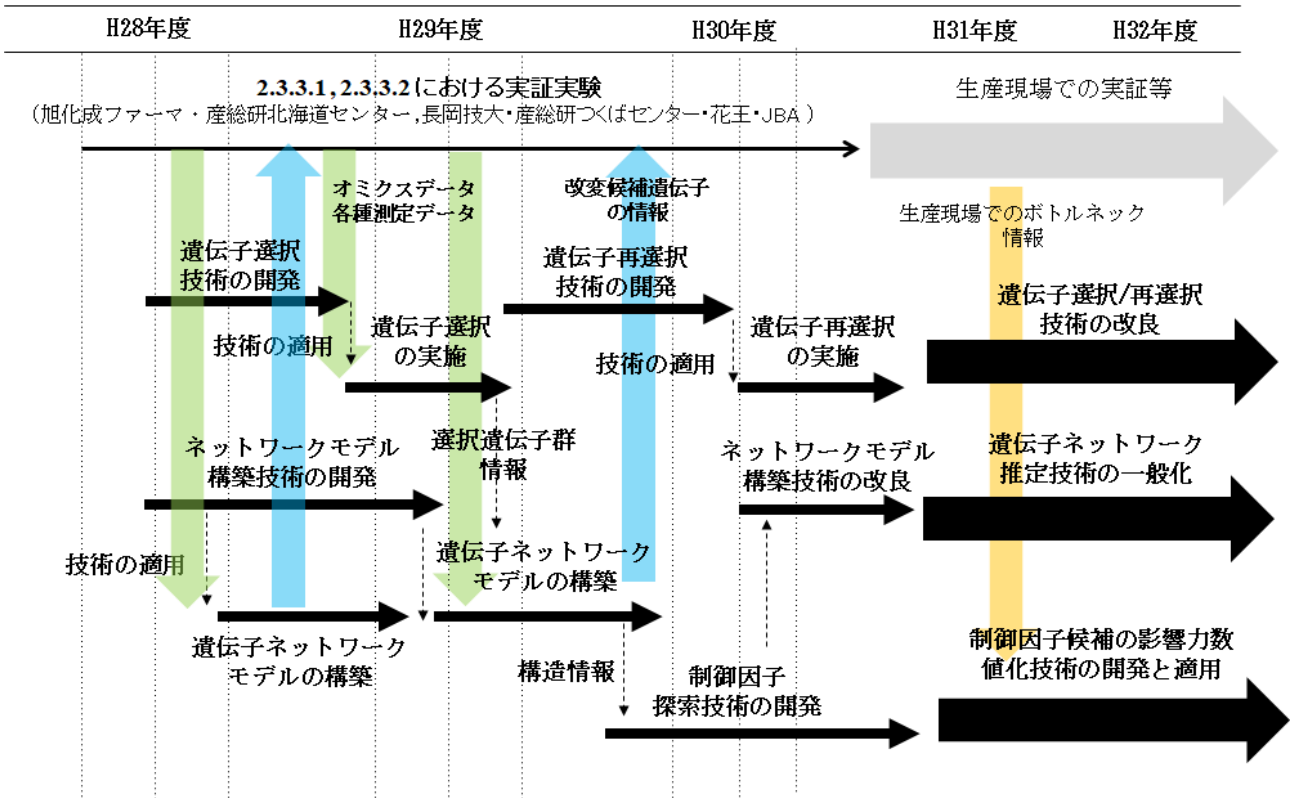 H28年度
H29年度
H30年度
H31年度
H32年度
2.3.3.1,2.3.3.2における実証実験
(旭化成ファーマ・産総研北海道センター,長岡技大・産総研つくばセンター・花王・JBA)
生産現場での実証等
オミクスデータ
各種測定データ
改変候補遺伝子
の情報
生産現場でのボトルネック
情報
遺伝子選択
技術の開発
遺伝子再選択
技術の開発
遺伝子選択/再選択
技術の改良
技術の適用
遺伝子選択
の実施
技術の適用
遺伝子再選択
の実施
ネットワークモデル
構築技術の開発
選択遺伝子群
情報
ネットワークモデル
構築技術の改良
遺伝子ネットワーク
推定技術の一般化
技術の適用
遺伝子ネットワーク
モデルの構築
遺伝子ネットワーク
モデルの構築
構造情報
制御因子
探索技術の開発
制御因子候補の影響力数
値化技術の開発と適用